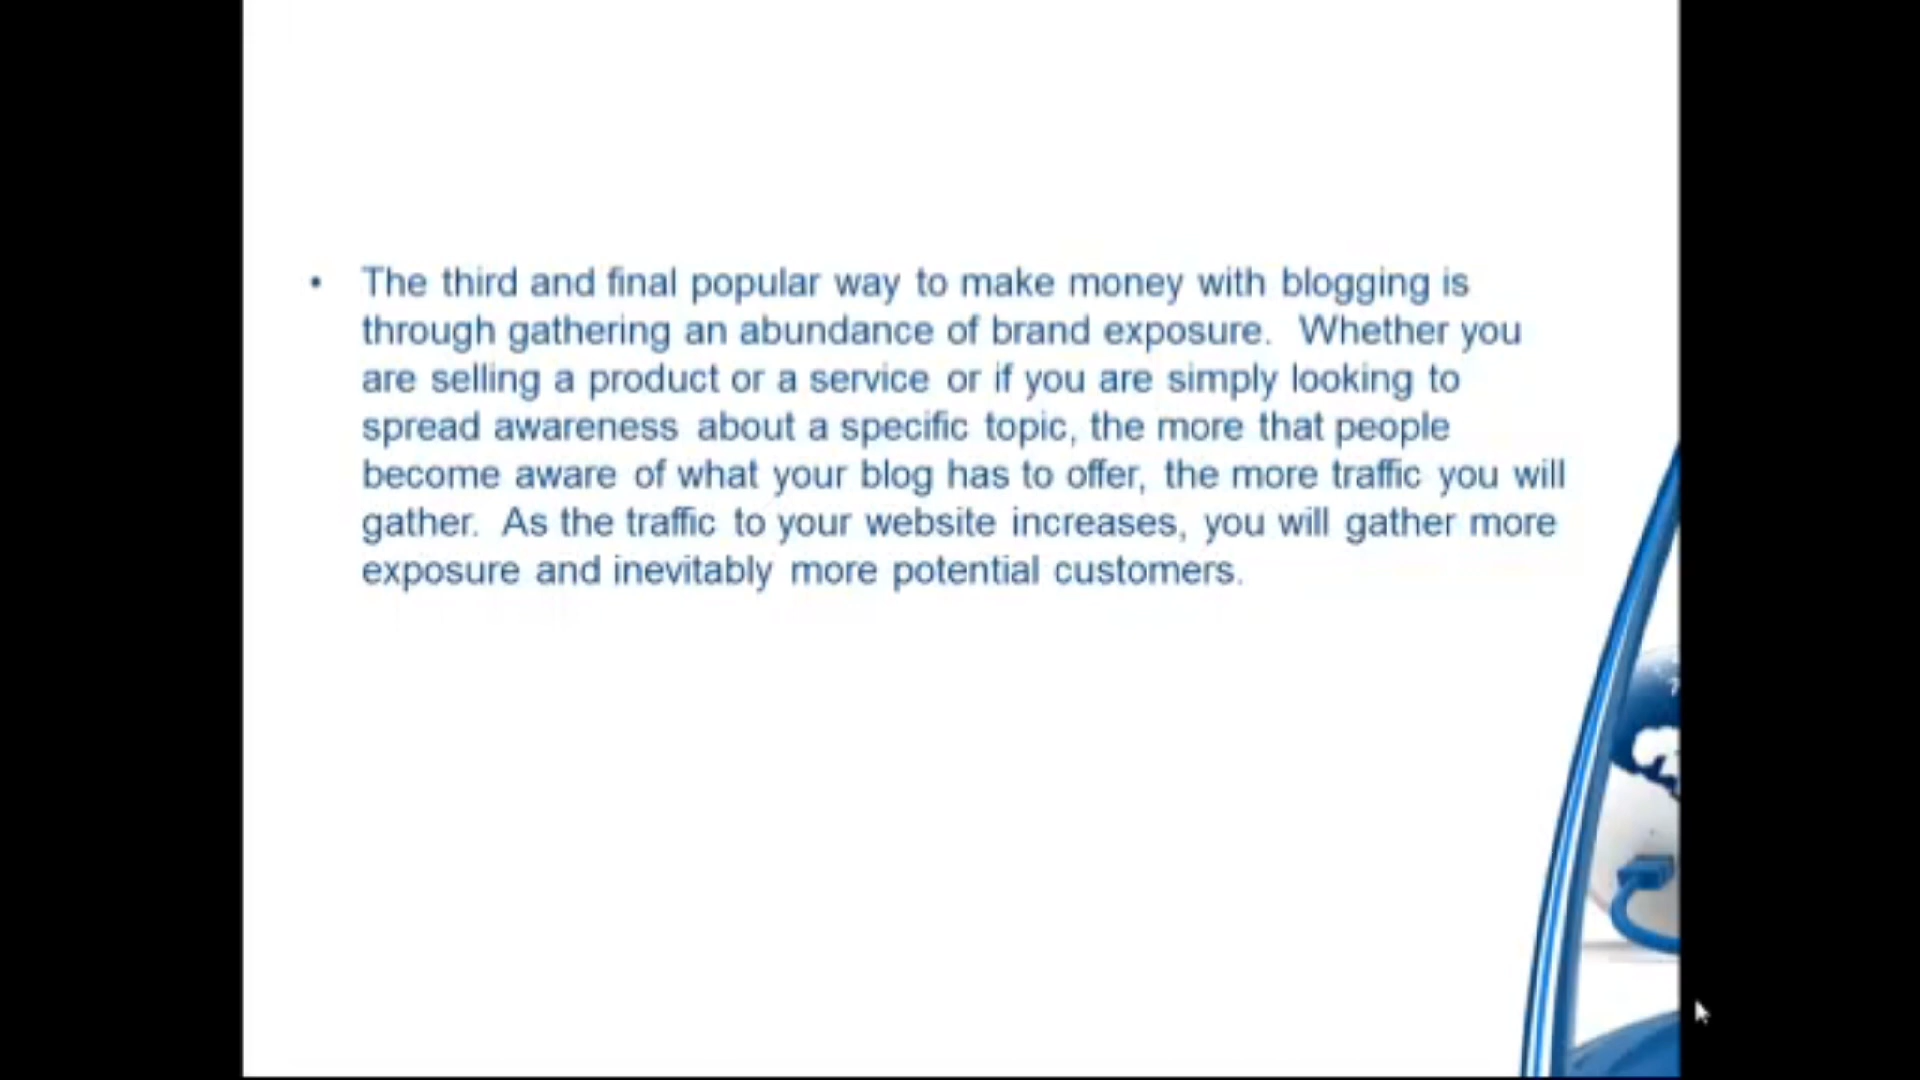 • The third and final popular way to make money with blogging is
through gathering an abundance of brand exposure.  Whether you
are selling a product or a service or if you are simply looking to
spread awareness about a specific topic, the more that people
become aware of what your blog has to offer, the more traffic you will
gather.  As the traffic to your website increases, you will gather more
exposure and inevitably more potential customers.